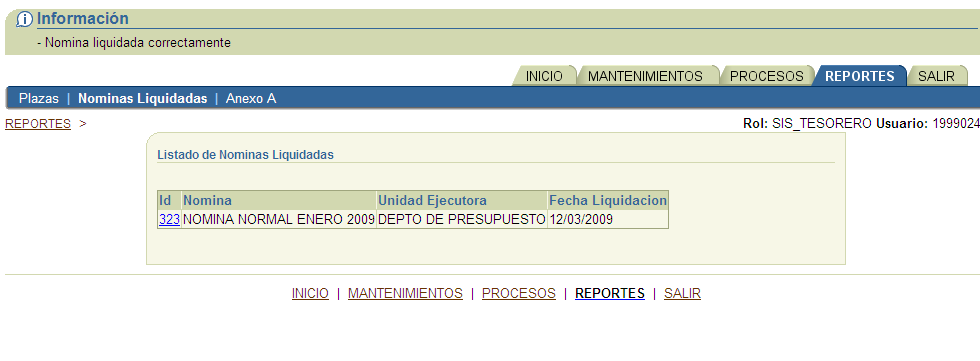 Información
- Nomina liquidada correctamente
INICIO MANTENIMIENTOS PROCESOS REPORTES SALIR
Plazas | Nominas Liquidadas | Anexo A
REPORTES > Rol: SIS_TESORERO Usuario: 1999024
Listado de Nominas Liquidadas
Id Nomina Unidad Ejecutora Fecha Liquidacion
323 NOMINA NORMAL ENERO 2009 DEPTO DE PRESUPUESTO 12/03/2009
INICIO | MANTENIMIENTOS | PROCESOS | REPORTES | SALIR